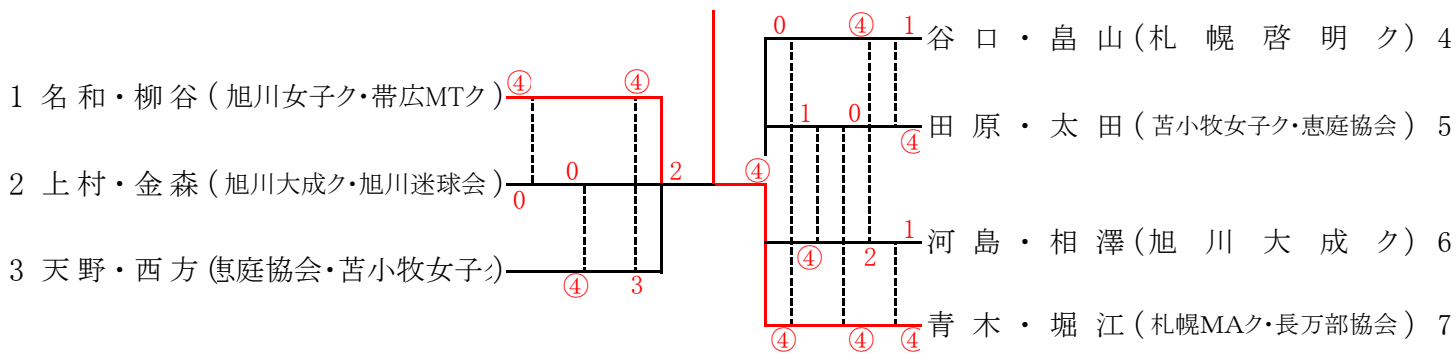 1 名和・柳谷(旭川女子ク・帯広MTク)
④ ④
2 上村・金森(旭川大成ク・旭川迷球会)
0 0
3 天野・西方(恵庭協会・苫小牧女子ク)
④ 3
2 ④
0 ④ 1
谷口・畠山(札幌啓明ク) 4
1 0 ④
田原・太田(苫小牧女子ク・恵庭協会) 5
④ 2 1
河島・相澤(旭川大成ク) 6
④ ④ ④
青木・堀江(札幌MAク・長万部協会) 7